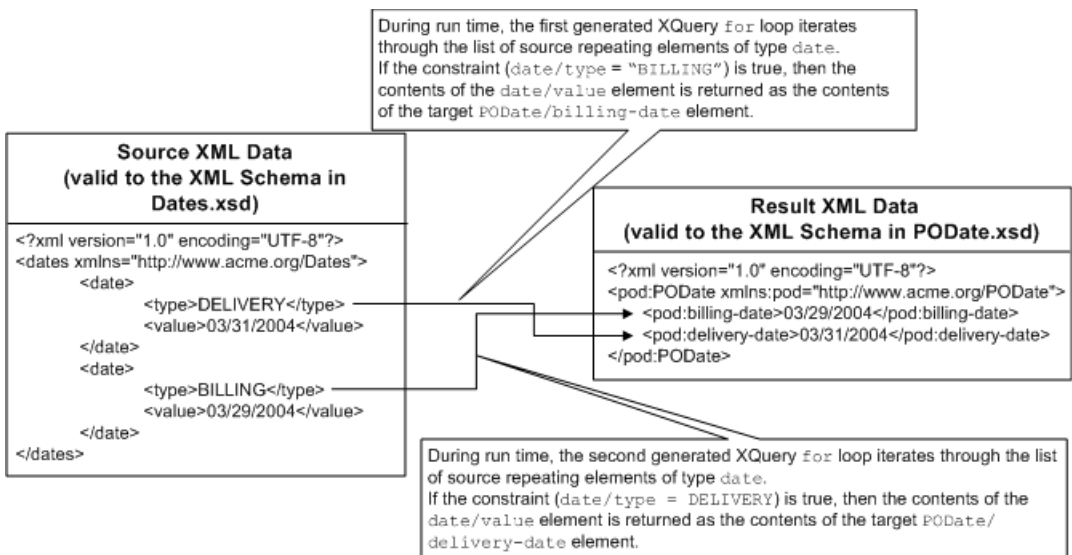 During run time, the first generated XQuery for loop iterates
through the list of source repeating elements of type date.
If the constraint (date/type = “BILLING”) is true, then the
contents of the date/value element is returned as the contents
of the target PODate/billing-date element.
Source XML Data
(valid to the XML Schema in
Dates.xsd)
<?xml version="1.0" encoding="UTF-8"?>
<dates xmlns="http://www.acme.org/Dates">
<date>
<type>DELIVERY</type>
<value>03/31/2004</value>
</date>
<date>
<type>BILLING</type>
<value>03/29/2004</value>
</date>
</dates>
Result XML Data
(valid to the XML Schema in PODate.xsd)
<?xml version="1.0" encoding="UTF-8"?>
<pod:PODate xmlns:pod="http://www.acme.org/PODate">
<pod:billing-date>03/29/2004</pod:billing-date>
<pod:delivery-date>03/31/2004</pod:delivery-date>
</pod:PODate>
During run time, the second generated XQuery for loop iterates through the list
of source repeating elements of type date.
If the constraint (date/type = DELIVERY) is true, then the contents of the
date/value element is returned as the contents of the target PODate/
delivery-date element.